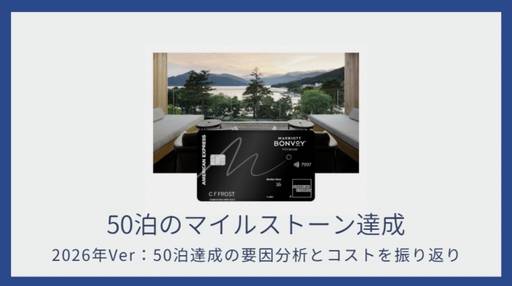 AMERICAN EXPRESS
MARRIOTT
BONVOY
7997
C F FROST
50泊のマイルストーン達成
2026年Ver：50泊達成の要因分析とコストを振り返り